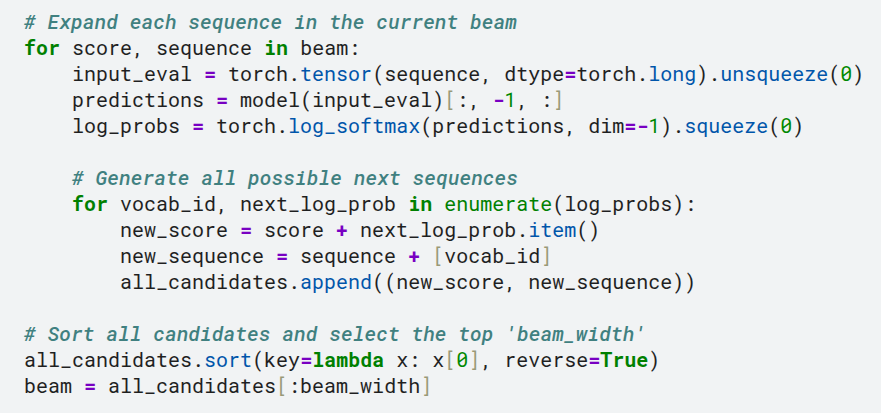 # Expand each sequence in the current beam
for score, sequence in beam:
    input_eval = torch.tensor(sequence, dtype=torch.long).unsqueeze(0)
    predictions = model(input_eval)[:, -1, :]
    log_probs = torch.log_softmax(predictions, dim=-1).squeeze(0)

    # Generate all possible next sequences
    for vocab_id, next_log_prob in enumerate(log_probs):
        new_score = score + next_log_prob.item()
        new_sequence = sequence + [vocab_id]
        all_candidates.append((new_score, new_sequence))

# Sort all candidates and select the top 'beam_width'
all_candidates.sort(key=lambda x: x[0], reverse=True)
beam = all_candidates[:beam_width]